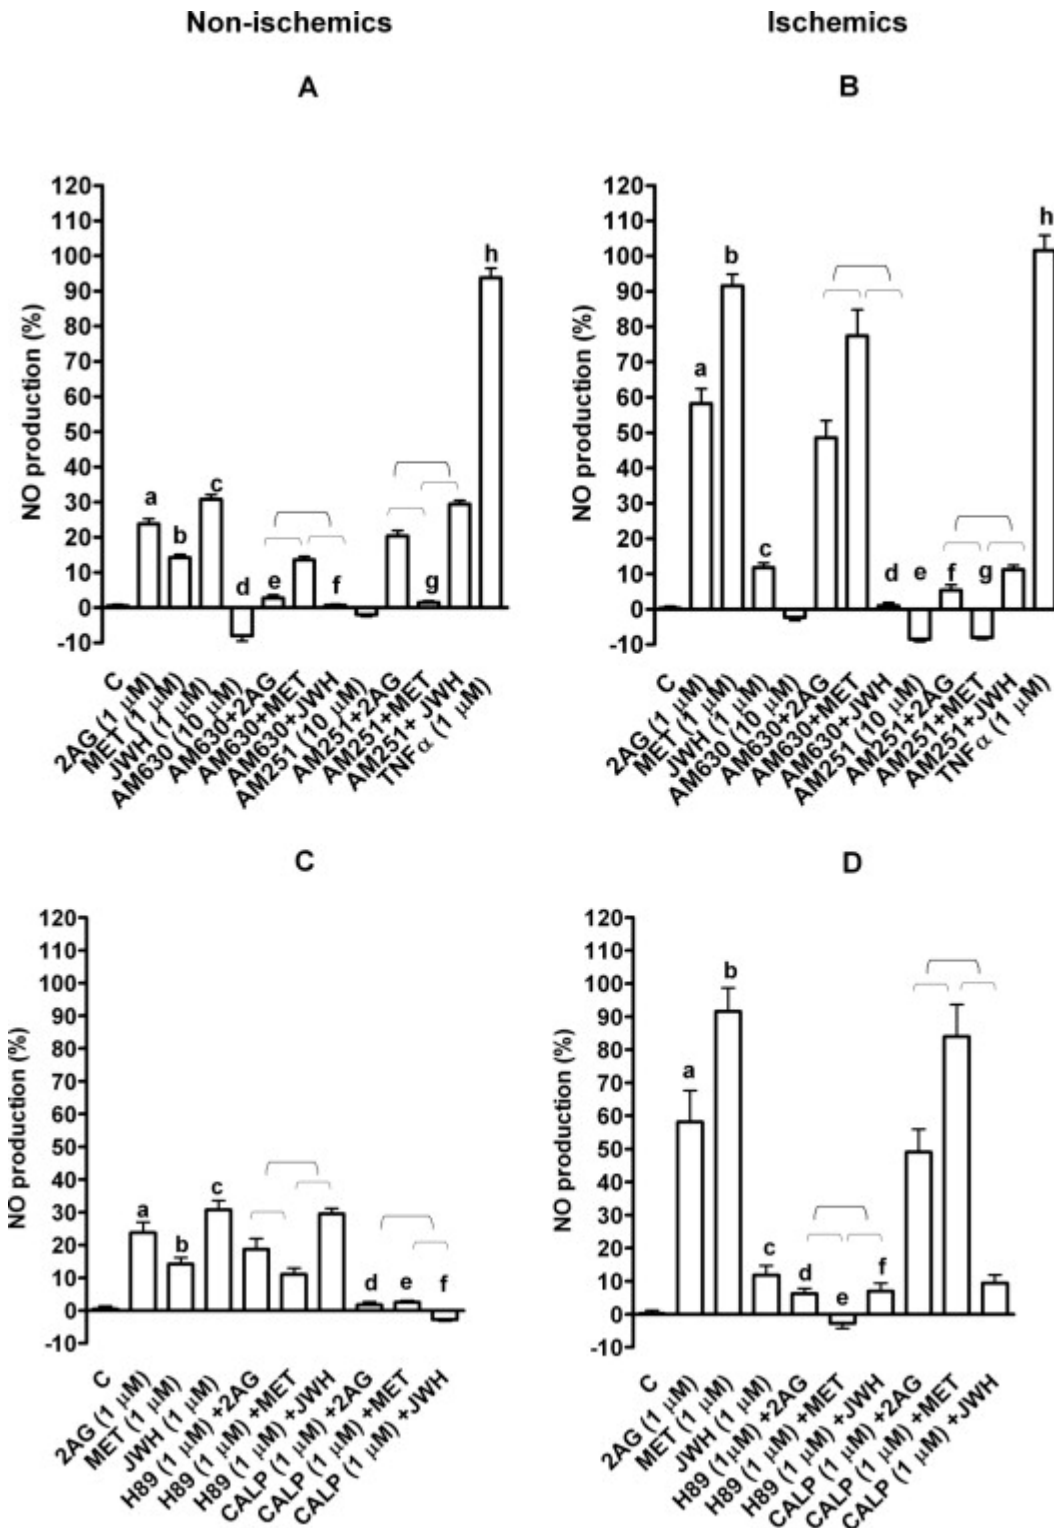 Non-ischemics
Ischemics
A
B
120
110
100
90
80
70
60
50
40
30
20
10
0
-10
NO production (%)
a
b
c
d
e
f
g
h
C
2AG (1 μM)
MET (1 μM)
JWH (1 μM)
AM630 (10 μM)
AM630+2AG
AM630+MET
AM630+JWH
AM251 (10 μM)
AM251+2AG
AM251+MET
AM251+ JWH
TNFα (1 μM)
120
110
100
90
80
70
60
50
40
30
20
10
0
-10
NO production (%)
a
b
c
d
e
f
g
h
C
2AG (1 μM)
MET (1 μM)
JWH (1 μM)
AM630 (10 μM)
AM630+2AG
AM630+MET
AM630+JWH
AM251 (10 μM)
AM251+2AG
AM251+MET
AM251+JWH
TNFα (1 μM)
C
D
120
110
100
90
80
70
60
50
40
30
20
10
0
-10
NO production (%)
a
b
c
d
e
f
C
2AG (1 μM)
MET (1 μM)
JWH (1 μM)
H89 (1 μM) +2AG
H89 (1 μM) +MET
H89 (1 μM) +JWH
CALP (1 μM) +2AG
CALP (1 μM) +MET
CALP (1 μM) +JWH
120
110
100
90
80
70
60
50
40
30
20
10
0
-10
NO production (%)
a
b
c
d
e
f
C
2AG (1 μM)
MET (1 μM)
JWH (1 μM)
H89 (1μM) +2AG
H89 (1 μM) +MET
H89 (1 μM) +JWH
CALP (1 μM) +2AG
CALP (1 μM) +MET
CALP (1 μM) +JWH